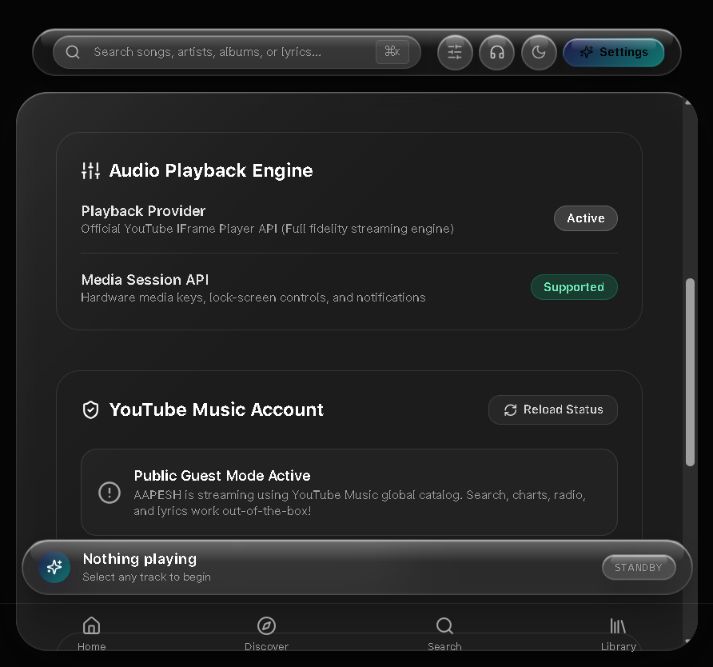 Search songs, artists, albums, or lyrics...
⌘K
Settings
Audio Playback Engine
Playback Provider
Official YouTube IFrame Player API (Full fidelity streaming engine)
Active
Media Session API
Hardware media keys, lock-screen controls, and notifications
Supported
YouTube Music Account
Reload Status
Public Guest Mode Active
AAPESH is streaming using YouTube Music global catalog. Search, charts, radio,
and lyrics work out-of-the-box!
Nothing playing
Select any track to begin
STANDBY
Home
Discover
Search
Library